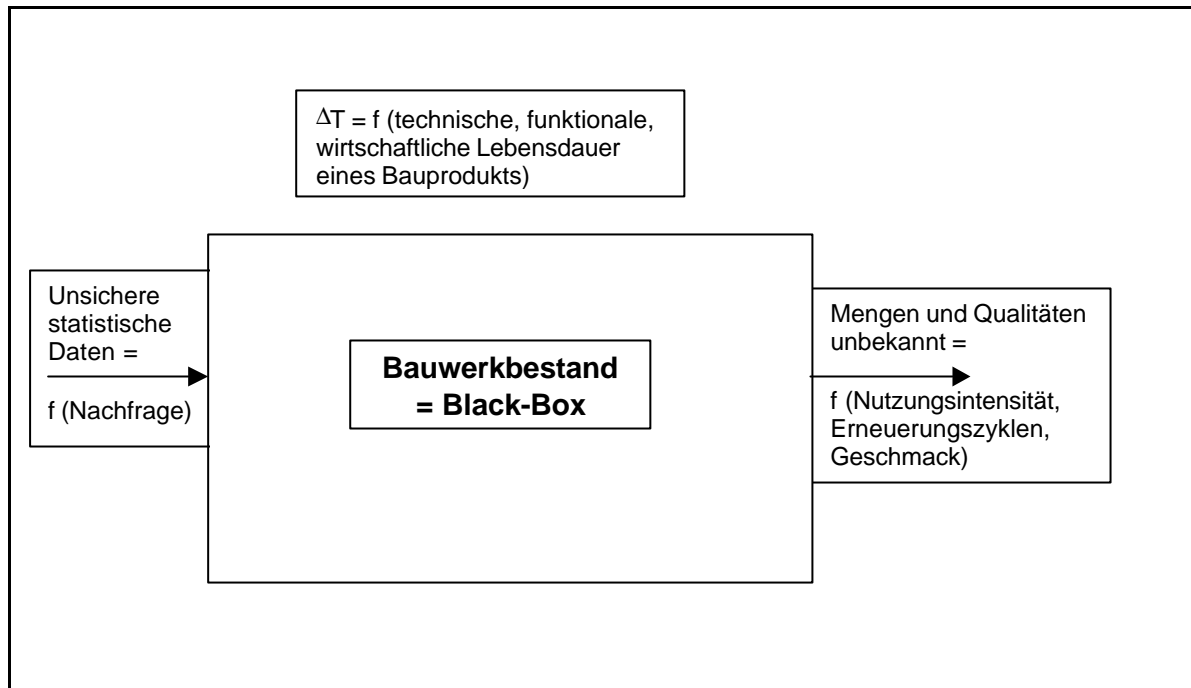 ΔT = f (technische, funktionale,
wirtschaftliche Lebensdauer
eines Bauprodukts)
Unsichere
statistische
Daten =
f (Nachfrage)
Bauwerkbestand
= Black-Box
Mengen und Qualitäten
unbekannt =
f (Nutzungsintensität,
Erneuerungszyklen,
Geschmack)